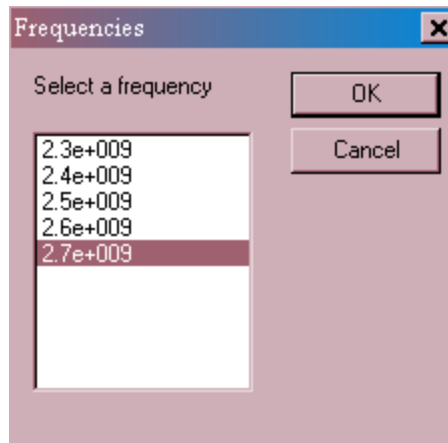 Frequencies
Select a frequency
OK
Cancel
2.3e+009
2.4e+009
2.5e+009
2.6e+009
2.7e+009